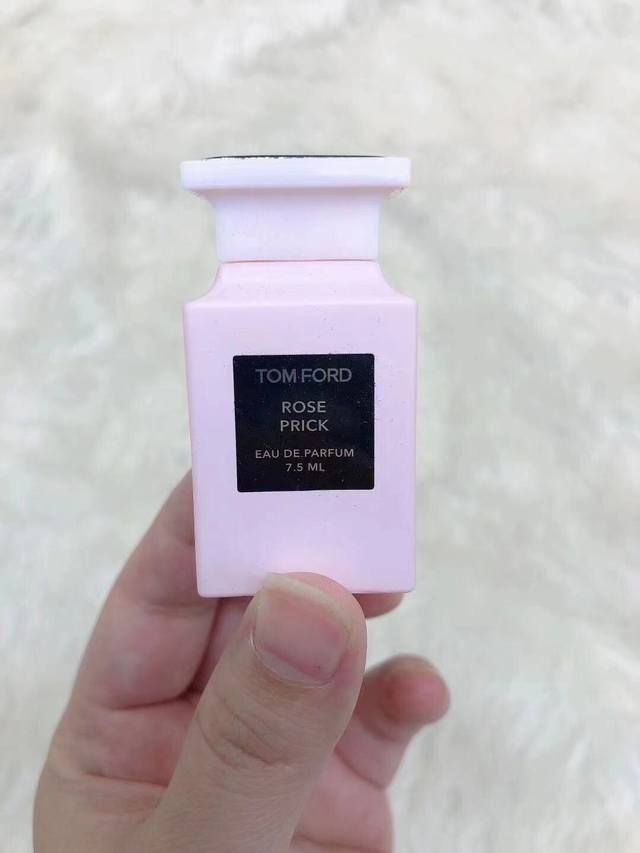 TOM FORD
ROSE
PRICK
EAU DE PARFUM
7.5 ML